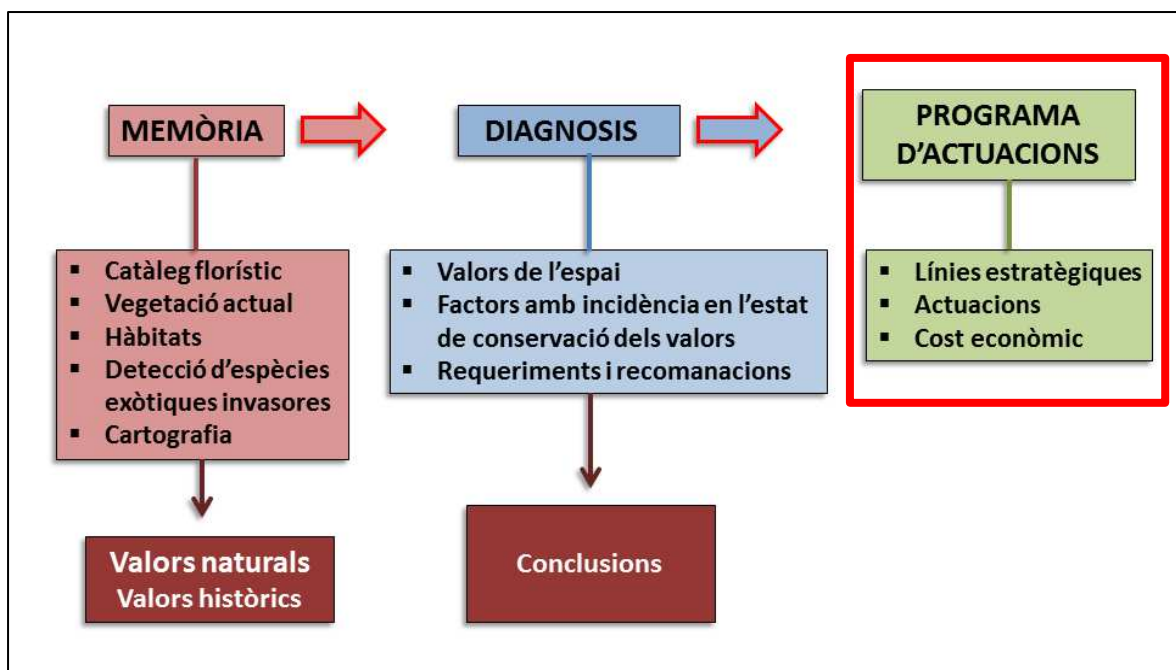 MEMÒRIA
▪ Catàleg florístic
▪ Vegetació actual
▪ Hàbitats
▪ Detecció d'espècies
exòtiques invasores
▪ Cartografia
Valors naturals
Valors històrics
DIAGNOSIS
▪ Valors de l'espai
▪ Factors amb incidència en l'estat
de conservació dels valors
▪ Requeriments i recomanacions
Conclusions
PROGRAMA
D'ACTUACIONS
▪ Línies estratègiques
▪ Actuacions
▪ Cost econòmic